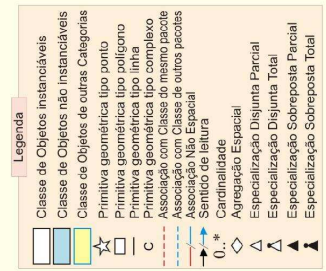 Legenda
Classe de Objetos instanciáveis
Classe de Objetos não instanciáveis
Classe de Objetos de outras Categorias
Primitiva geométrica tipo ponto
Primitiva geométrica tipo polígono
Primitiva geométrica tipo linha
C Primitiva geométrica tipo complexo
Associação com Classe do mesmo pacote
Associação com Classe de outros pacotes
Associação Não Espacial
Sentido de leitura
0..* Cardinalidade
Agregação Espacial
Especialização Disjunta Parcial
Especialização Disjunta Total
Especialização Sobreposta Parcial
Especialização Sobreposta Total